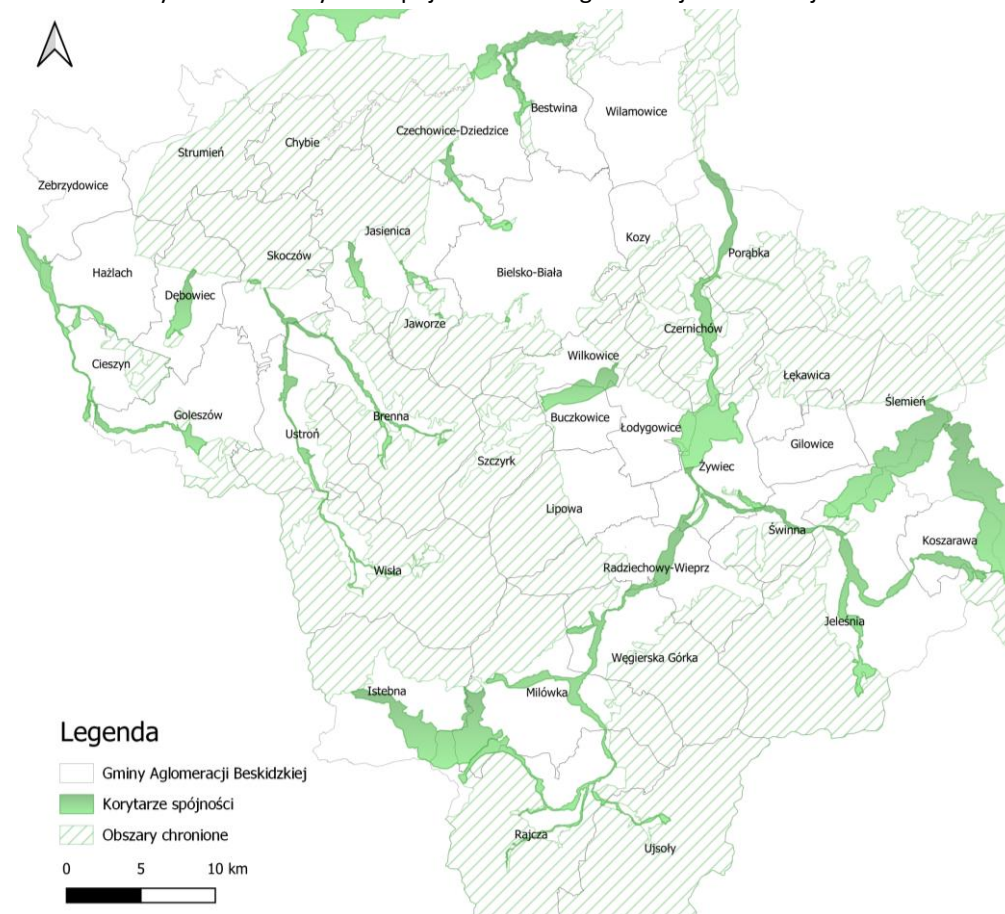 Bestwina
Wilamowice
Czechowice-Dziedzice
Chybie
Strumień
Zebrzydowice
Jasienica
Kozy
Skoczów
Porąbka
Hażlach
Bielsko-Biała
Dębowiec
Jaworze
Czernichów
Wilkowice
Cieszyn
Łękawica
Ślemień
Goleszów
Brenna
Buczkowice
Łodygowice
Ustroń
Gilowice
Szczyrk
Żywiec
Lipowa
Świnna
Koszarawa
Wisła
Radziechowy-Wieprz
Jeleśnia
Węgierska Górka
Istebna
Milówka
Rajcza
Ujsoły
Legenda
Gminy Aglomeracji Beskidzkiej
Korytarze spójności
Obszary chronione
0 5 10 km